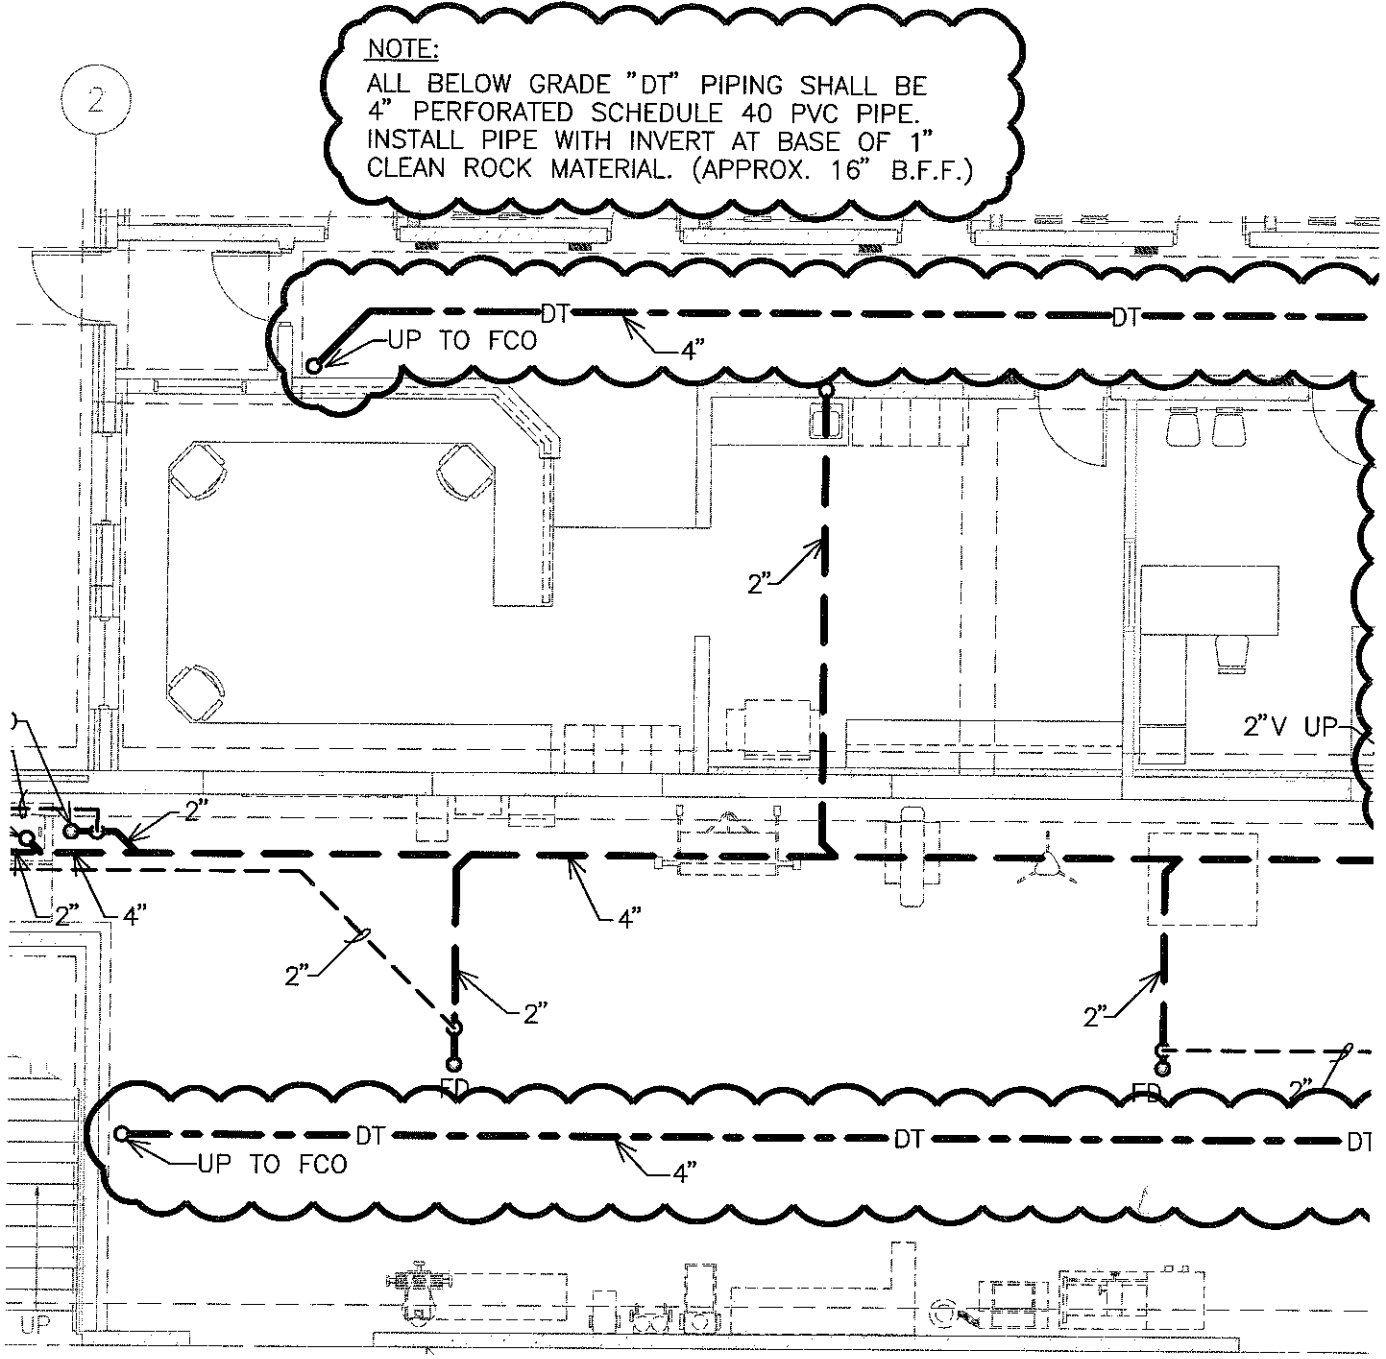 NOTE:
ALL BELOW GRADE "DT" PIPING SHALL BE
4" PERFORATED SCHEDULE 40 PVC PIPE.
INSTALL PIPE WITH INVERT AT BASE OF 1"
CLEAN ROCK MATERIAL. (APPROX. 16" B.F.F.)
2
DT
DT
UP TO FCO
4"
2"
2"V UP
2"
2"
4"
4"
2"
2"
2"
FD
FD
2"
DT
DT
DT
UP TO FCO
4"
UP